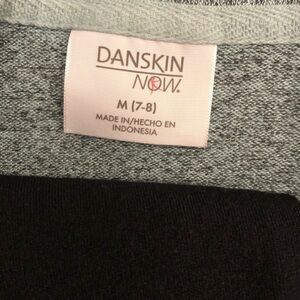 DANSKIN
NOW.
M (7-8)
MADE IN/HECHO EN
INDONESIA